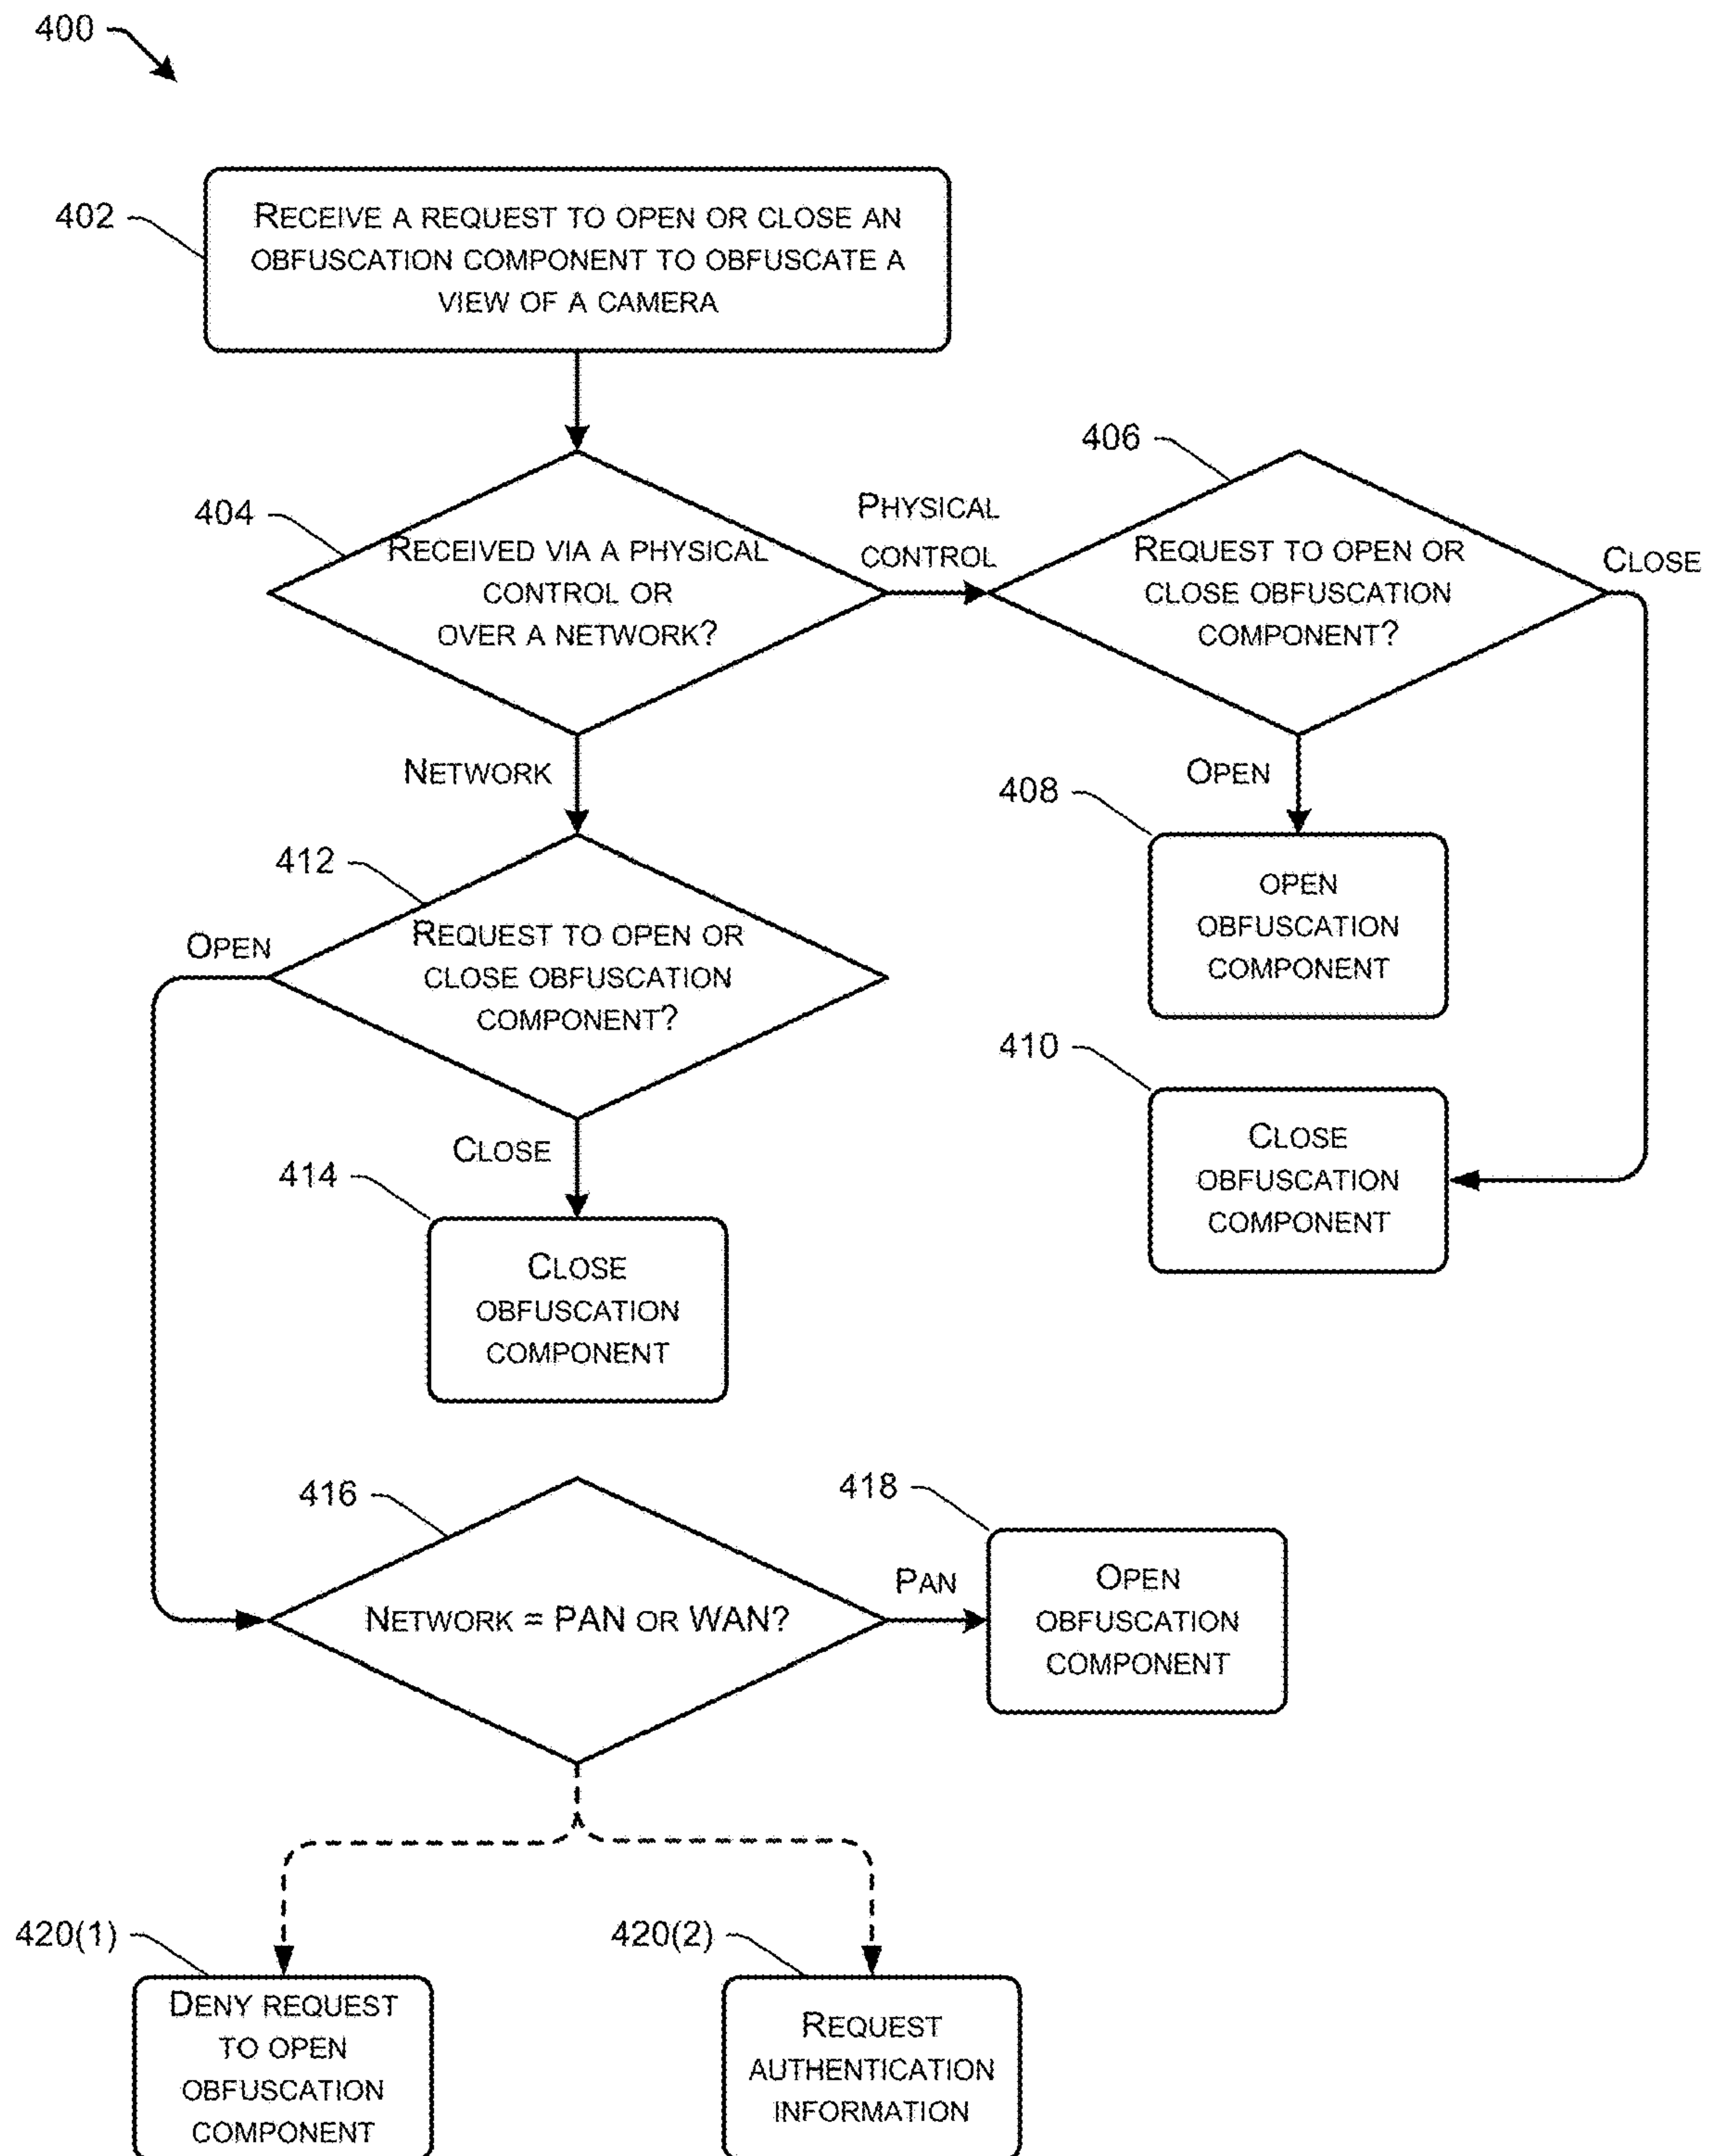 400
402
RECEIVE A REQUEST TO OPEN OR CLOSE AN
OBFUSCATION COMPONENT TO OBFUSCATE A
VIEW OF A CAMERA
404
RECEIVED VIA A PHYSICAL
CONTROL OR
OVER A NETWORK?
PHYSICAL
CONTROL
406
REQUEST TO OPEN OR
CLOSE OBFUSCATION
COMPONENT?
CLOSE
OPEN
408
OPEN
OBFUSCATION
COMPONENT
410
CLOSE
OBFUSCATION
COMPONENT
NETWORK
412
REQUEST TO OPEN OR
CLOSE OBFUSCATION
COMPONENT?
OPEN
CLOSE
414
CLOSE
OBFUSCATION
COMPONENT
416
NETWORK = PAN OR WAN?
PAN
418
OPEN
OBFUSCATION
COMPONENT
420(1)
DENY REQUEST
TO OPEN
OBFUSCATION
COMPONENT
420(2)
REQUEST
AUTHENTICATION
INFORMATION